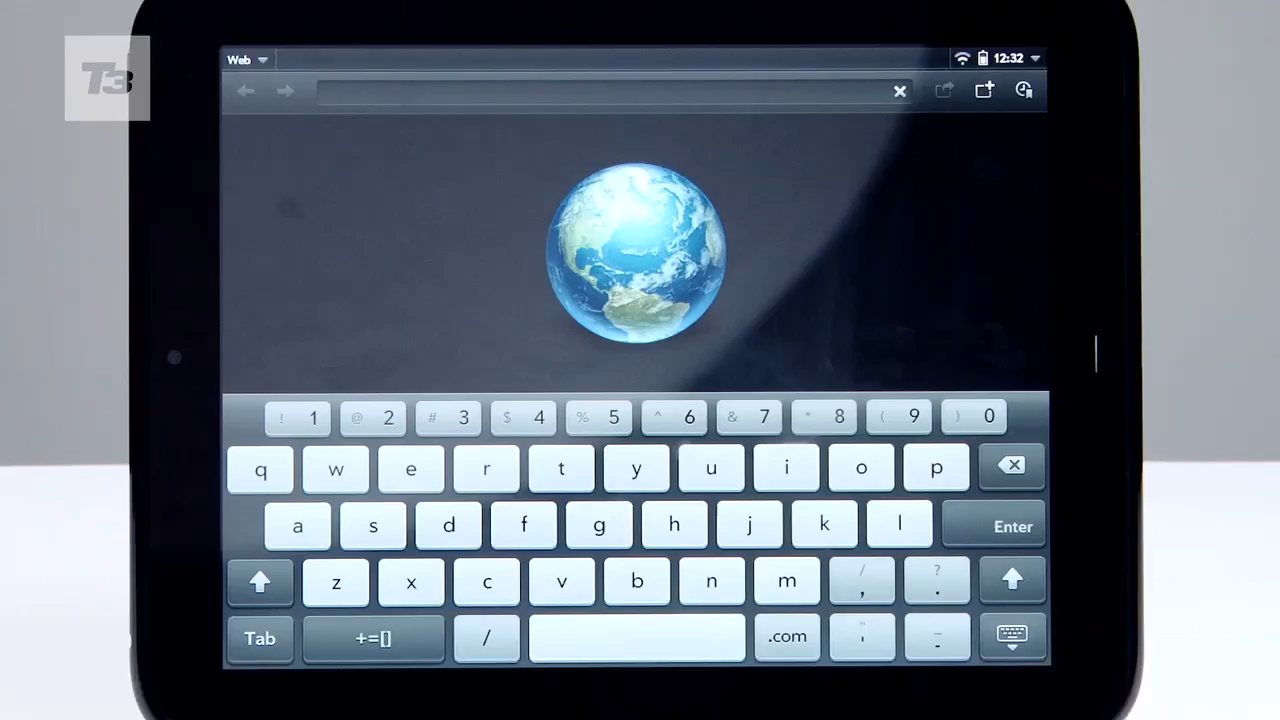 T3
Web 12:32
! 1 @ 2 # 3 $ 4 % 5 ^ 6 & 7 * 8 ( 9 ) 0
q w e r t y u i o p
a s d f g h j k l Enter
z x c v b n m / , ? .
Tab +=[] / .com " ' _ -